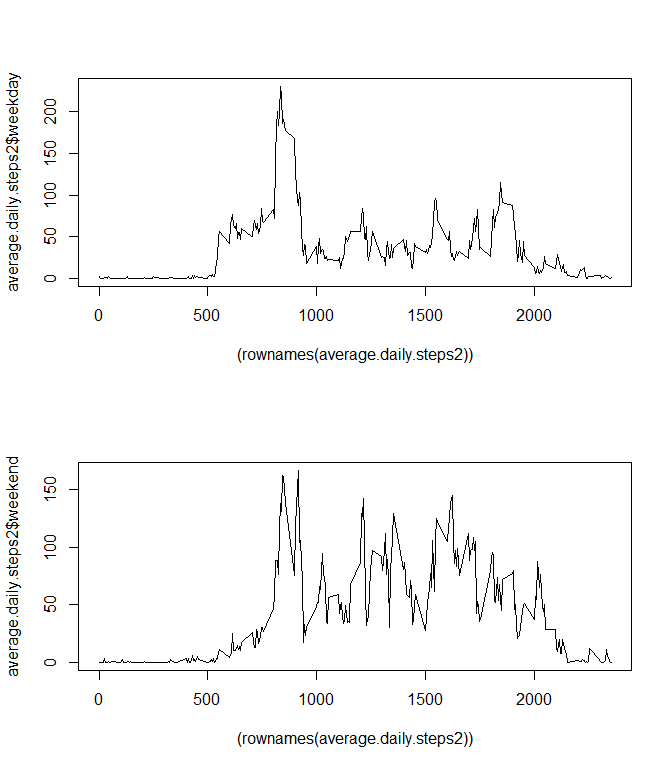 average.daily.steps2$weekday
200
150
100
50
0
0 500 1000 1500 2000
(rownames(average.daily.steps2))
average.daily.steps2$weekend
150
100
50
0
0 500 1000 1500 2000
(rownames(average.daily.steps2))